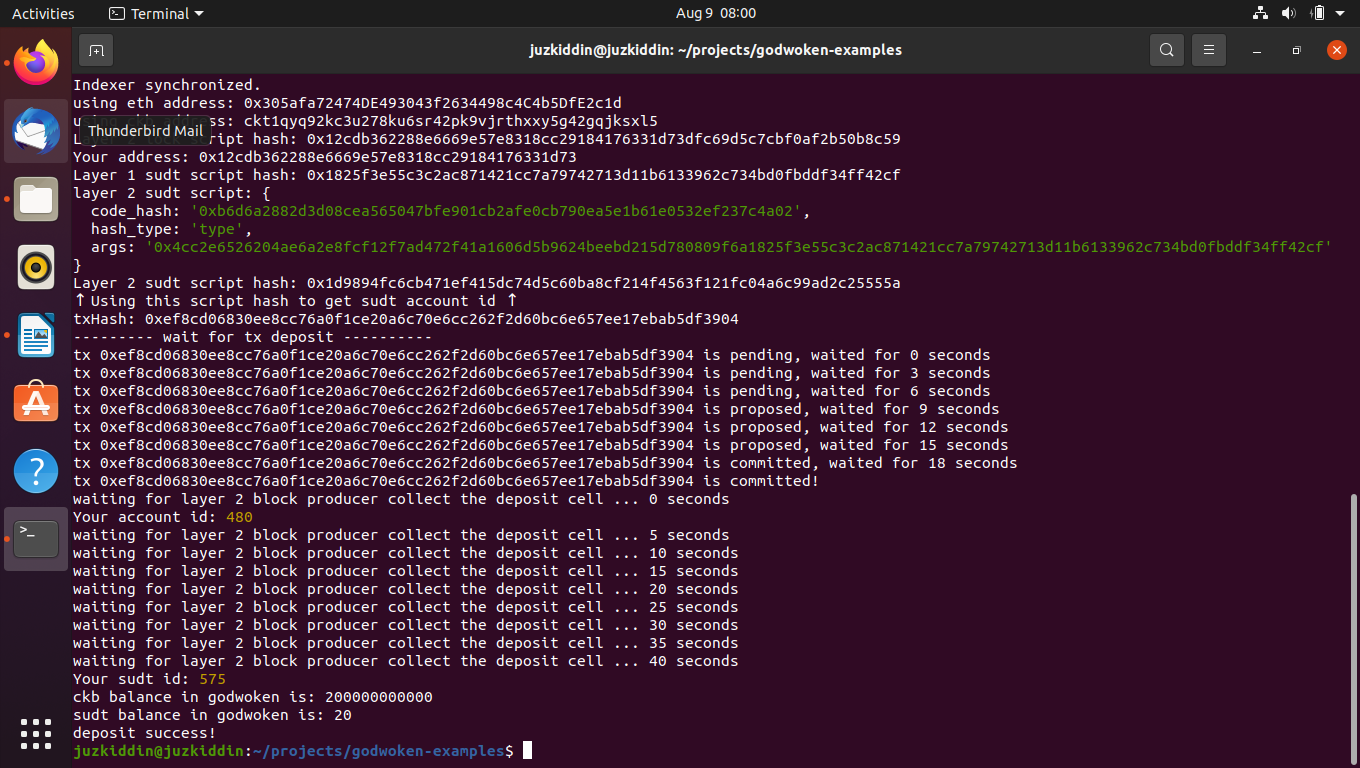 Activities
Terminal
Aug 9 08:00
juzkiddin@juzkiddin: ~/projects/godwoken-examples
Indexer synchronized.
using eth address: 0x305afa72474DE493043f2634498c4C4b5DfE2c1d
using ckb address: ckt1qyq92kc3u278ku6sr42pk9vjrthxxy5g42gqjksxl5
Thunderbird Mail
Layer 2 lock script hash: 0x12cdb362288e6669e57e8318cc29184176331d73dfc69d5c7cbf0af2b50b8c59
Your address: 0x12cdb362288e6669e57e8318cc29184176331d73
Layer 1 sudt script hash: 0x1825f3e55c3c2ac871421cc7a79742713d11b6133962c734bd0fbddf34ff42cf
layer 2 sudt script: {
  code_hash: '0xb6d6a2882d3d08cea565047bfe901cb2afe0cb790ea5e1b61e0532ef237c4a02',
  hash_type: 'type',
  args: '0x4cc2e6526204ae6a2e8fcf12f7ad472f41a1606d5b9624beebd215d780809f6a1825f3e55c3c2ac871421cc7a79742713d11b6133962c734bd0fbddf34ff42cf'
}
Layer 2 sudt script hash: 0x1d9894fc6cb471ef415dc74d5c60ba8cf214f4563f121fc04a6c99ad2c25555a
↑Using this script hash to get sudt account id ↑
txHash: 0xef8cd06830ee8cc76a0f1ce20a6c70e6cc262f2d60bc6e657ee17ebab5df3904
--------- wait for tx deposit ----------
tx 0xef8cd06830ee8cc76a0f1ce20a6c70e6cc262f2d60bc6e657ee17ebab5df3904 is pending, waited for 0 seconds
tx 0xef8cd06830ee8cc76a0f1ce20a6c70e6cc262f2d60bc6e657ee17ebab5df3904 is pending, waited for 3 seconds
tx 0xef8cd06830ee8cc76a0f1ce20a6c70e6cc262f2d60bc6e657ee17ebab5df3904 is pending, waited for 6 seconds
tx 0xef8cd06830ee8cc76a0f1ce20a6c70e6cc262f2d60bc6e657ee17ebab5df3904 is proposed, waited for 9 seconds
tx 0xef8cd06830ee8cc76a0f1ce20a6c70e6cc262f2d60bc6e657ee17ebab5df3904 is proposed, waited for 12 seconds
tx 0xef8cd06830ee8cc76a0f1ce20a6c70e6cc262f2d60bc6e657ee17ebab5df3904 is proposed, waited for 15 seconds
tx 0xef8cd06830ee8cc76a0f1ce20a6c70e6cc262f2d60bc6e657ee17ebab5df3904 is committed, waited for 18 seconds
tx 0xef8cd06830ee8cc76a0f1ce20a6c70e6cc262f2d60bc6e657ee17ebab5df3904 is committed!
waiting for layer 2 block producer collect the deposit cell ... 0 seconds
Your account id: 480
waiting for layer 2 block producer collect the deposit cell ... 5 seconds
waiting for layer 2 block producer collect the deposit cell ... 10 seconds
waiting for layer 2 block producer collect the deposit cell ... 15 seconds
waiting for layer 2 block producer collect the deposit cell ... 20 seconds
waiting for layer 2 block producer collect the deposit cell ... 25 seconds
waiting for layer 2 block producer collect the deposit cell ... 30 seconds
waiting for layer 2 block producer collect the deposit cell ... 35 seconds
waiting for layer 2 block producer collect the deposit cell ... 40 seconds
Your sudt id: 575
ckb balance in godwoken is: 200000000000
sudt balance in godwoken is: 20
deposit success!
juzkiddin@juzkiddin:~/projects/godwoken-examples$